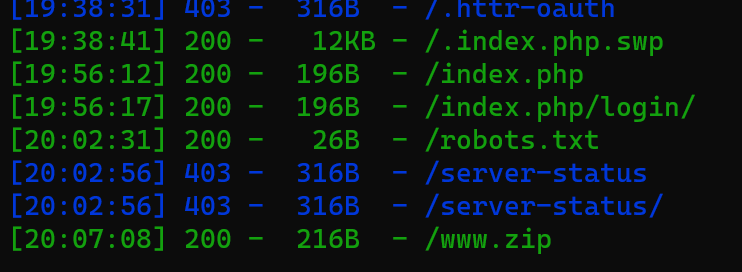 [19:38:31] 403 -  316B  - /.httr-oauth
[19:38:41] 200 -   12KB - /.index.php.swp
[19:56:12] 200 -  196B  - /index.php
[19:56:17] 200 -  196B  - /index.php/login/
[20:02:31] 200 -   26B  - /robots.txt
[20:02:56] 403 -  316B  - /server-status
[20:02:56] 403 -  316B  - /server-status/
[20:07:08] 200 -  216B  - /www.zip